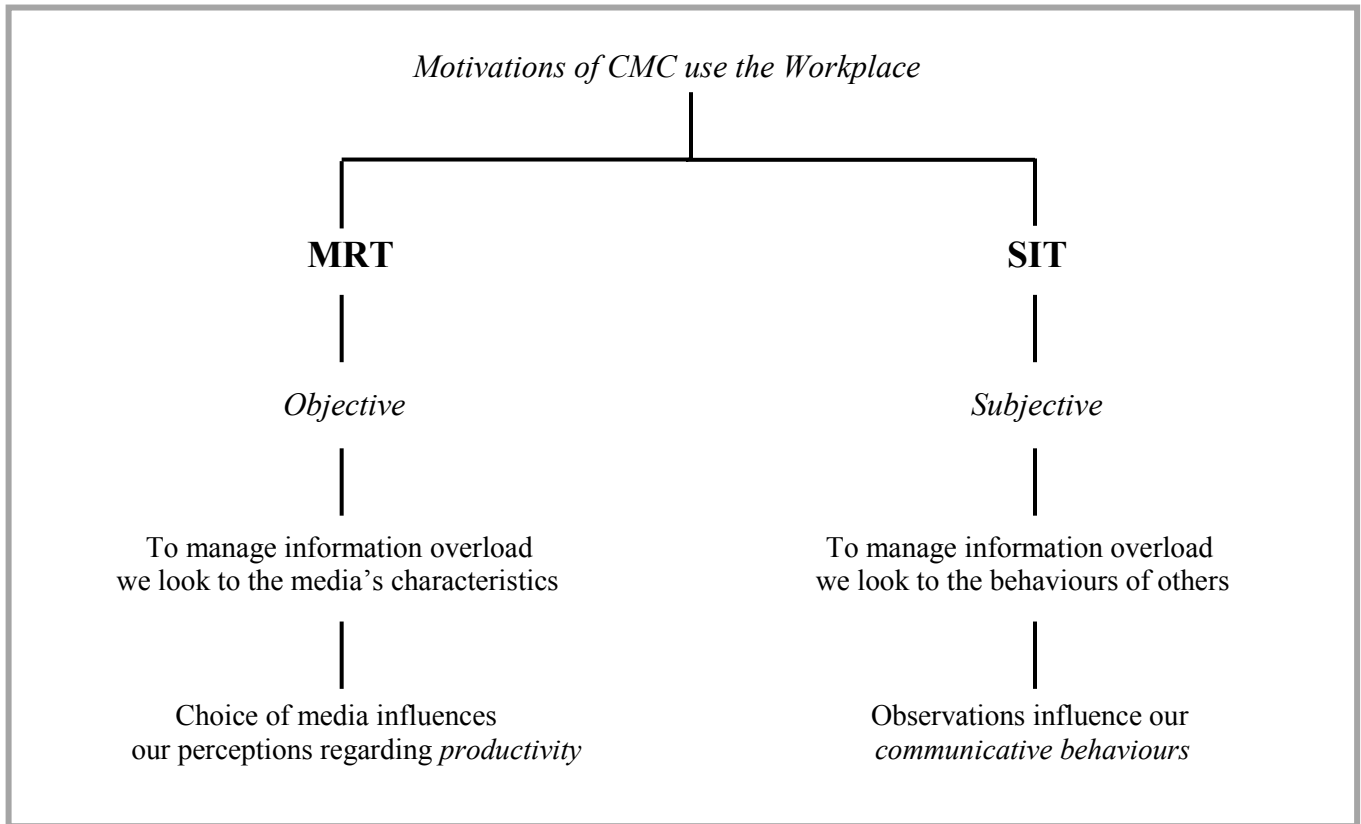 Motivations of CMC use the Workplace
MRT
SIT
Objective
Subjective
To manage information overload
we look to the media’s characteristics
To manage information overload
we look to the behaviours of others
Choice of media influences
our perceptions regarding productivity
Observations influence our
communicative behaviours